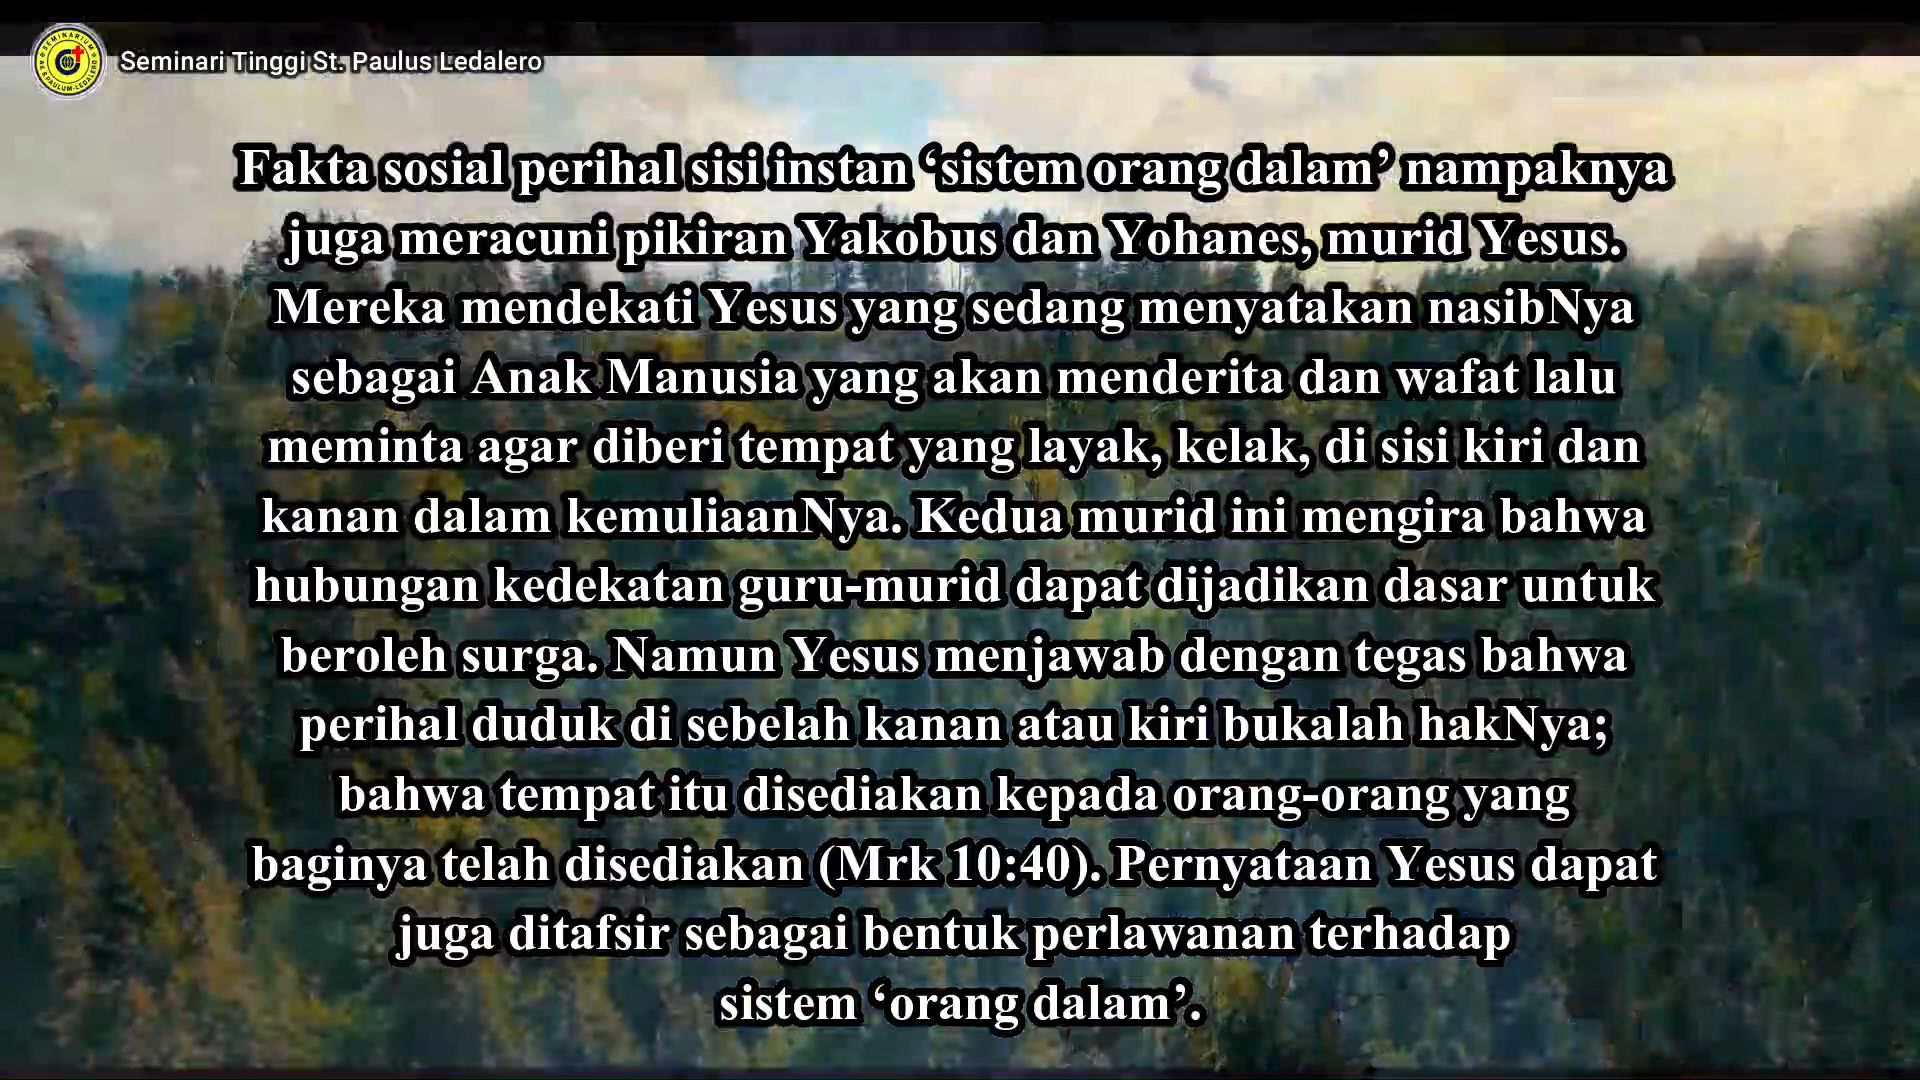 Seminari Tinggi St. Paulus Ledalero
Fakta sosial perihal sisi instan ‘sistem orang dalam’ nampaknya
juga meracuni pikiran Yakobus dan Yohanes, murid Yesus.
Mereka mendekati Yesus yang sedang menyatakan nasibNya
sebagai Anak Manusia yang akan menderita dan wafat lalu
meminta agar diberi tempat yang layak, kelak, di sisi kiri dan
kanan dalam kemuliaanNya. Kedua murid ini mengira bahwa
hubungan kedekatan guru-murid dapat dijadikan dasar untuk
beroleh surga. Namun Yesus menjawab dengan tegas bahwa
perihal duduk di sebelah kanan atau kiri bukalah hakNya;
bahwa tempat itu disediakan kepada orang-orang yang
baginya telah disediakan (Mrk 10:40). Pernyataan Yesus dapat
juga ditafsir sebagai bentuk perlawanan terhadap
sistem ‘orang dalam’.